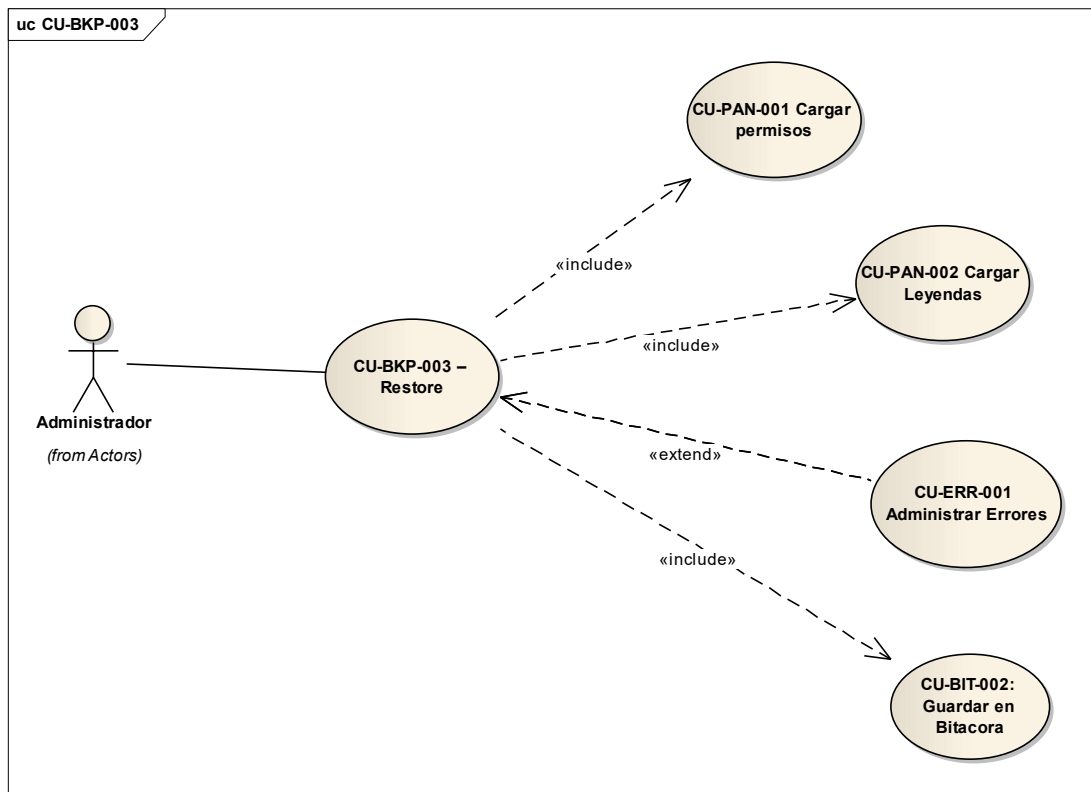 uc CU-BKP-003
CU-PAN-001 Cargar
permisos
«include»
CU-PAN-002 Cargar
Leyendas
«include»
CU-BKP-003 –
Restore
Administrador
(from Actors)
«extend»
CU-ERR-001
Administrar Errores
«include»
CU-BIT-002:
Guardar en
Bitacora